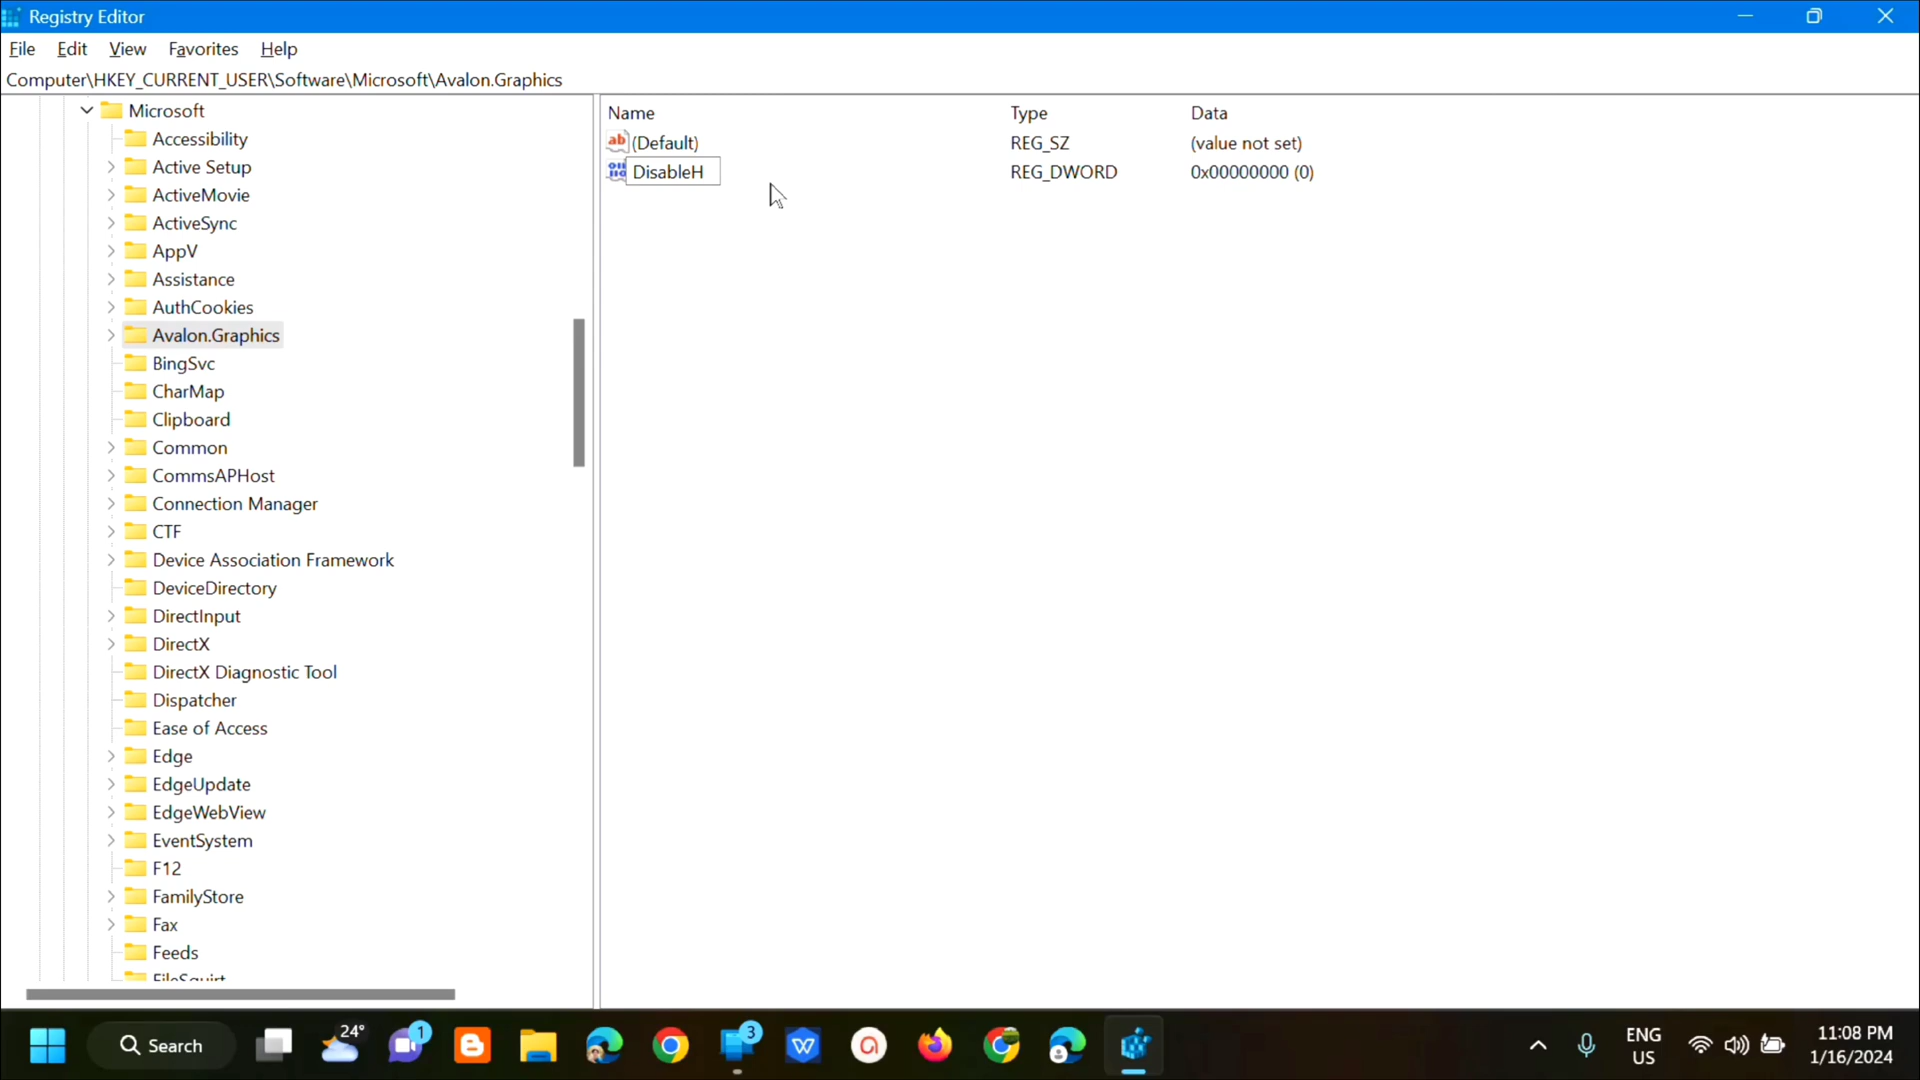 Registry Editor
File Edit View Favorites Help
Computer\HKEY_CURRENT_USER\Software\Microsoft\Avalon.Graphics
Microsoft
Accessibility
Active Setup
ActiveMovie
ActiveSync
AppV
Assistance
AuthCookies
Avalon.Graphics
BingSvc
CharMap
Clipboard
Common
CommsAPHost
Connection Manager
CTF
Device Association Framework
DeviceDirectory
DirectInput
DirectX
DirectX Diagnostic Tool
Dispatcher
Ease of Access
Edge
EdgeUpdate
EdgeWebView
EventSystem
F12
FamilyStore
Fax
Feeds
FileSquirt
Name Type Data
(Default) REG_SZ (value not set)
DisableH REG_DWORD 0x00000000 (0)
Search
24°
1
3
ENG
US
11:08 PM
1/16/2024